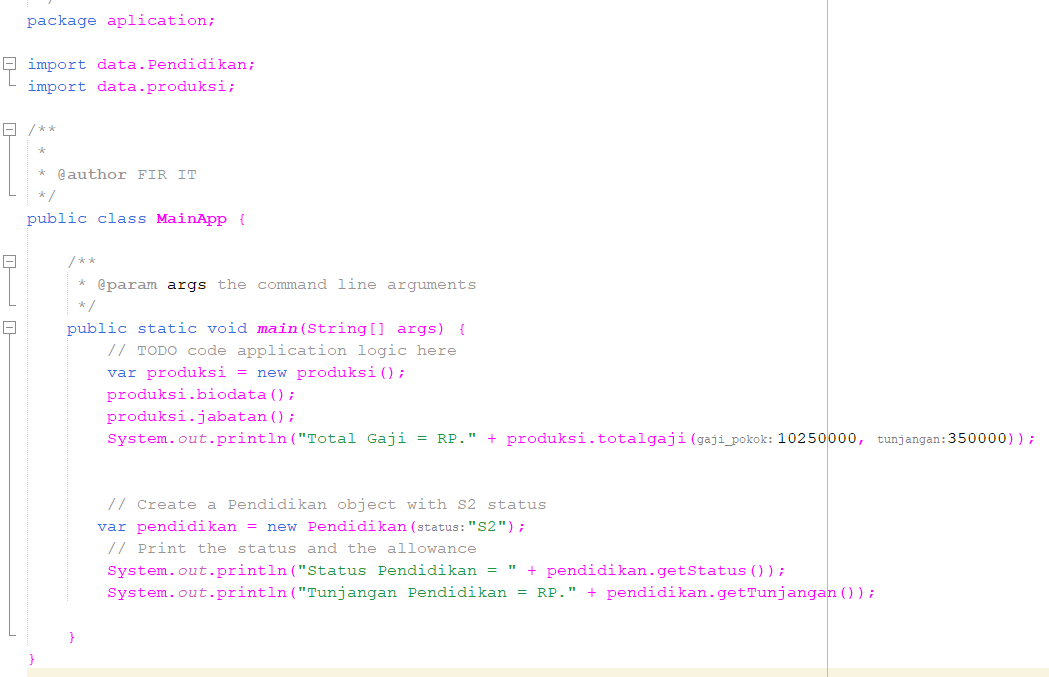 */
package aplication;
import data.Pendidikan;
import data.produksi;
/**
*
* @author FIR IT
*/
public class MainApp {
/**
* @param args the command line arguments
*/
public static void main(String[] args) {
// TODO code application logic here
var produksi = new produksi();
produksi.biodata();
produksi.jabatan();
System.out.println("Total Gaji = RP." + produksi.totalgaji(gaji_pokok: 10250000, tunjangan: 350000));
// Create a Pendidikan object with S2 status
var pendidikan = new Pendidikan(status: "S2");
// Print the status and the allowance
System.out.println("Status Pendidikan = " + pendidikan.getStatus());
System.out.println("Tunjangan Pendidikan = RP." + pendidikan.getTunjangan());
}
}